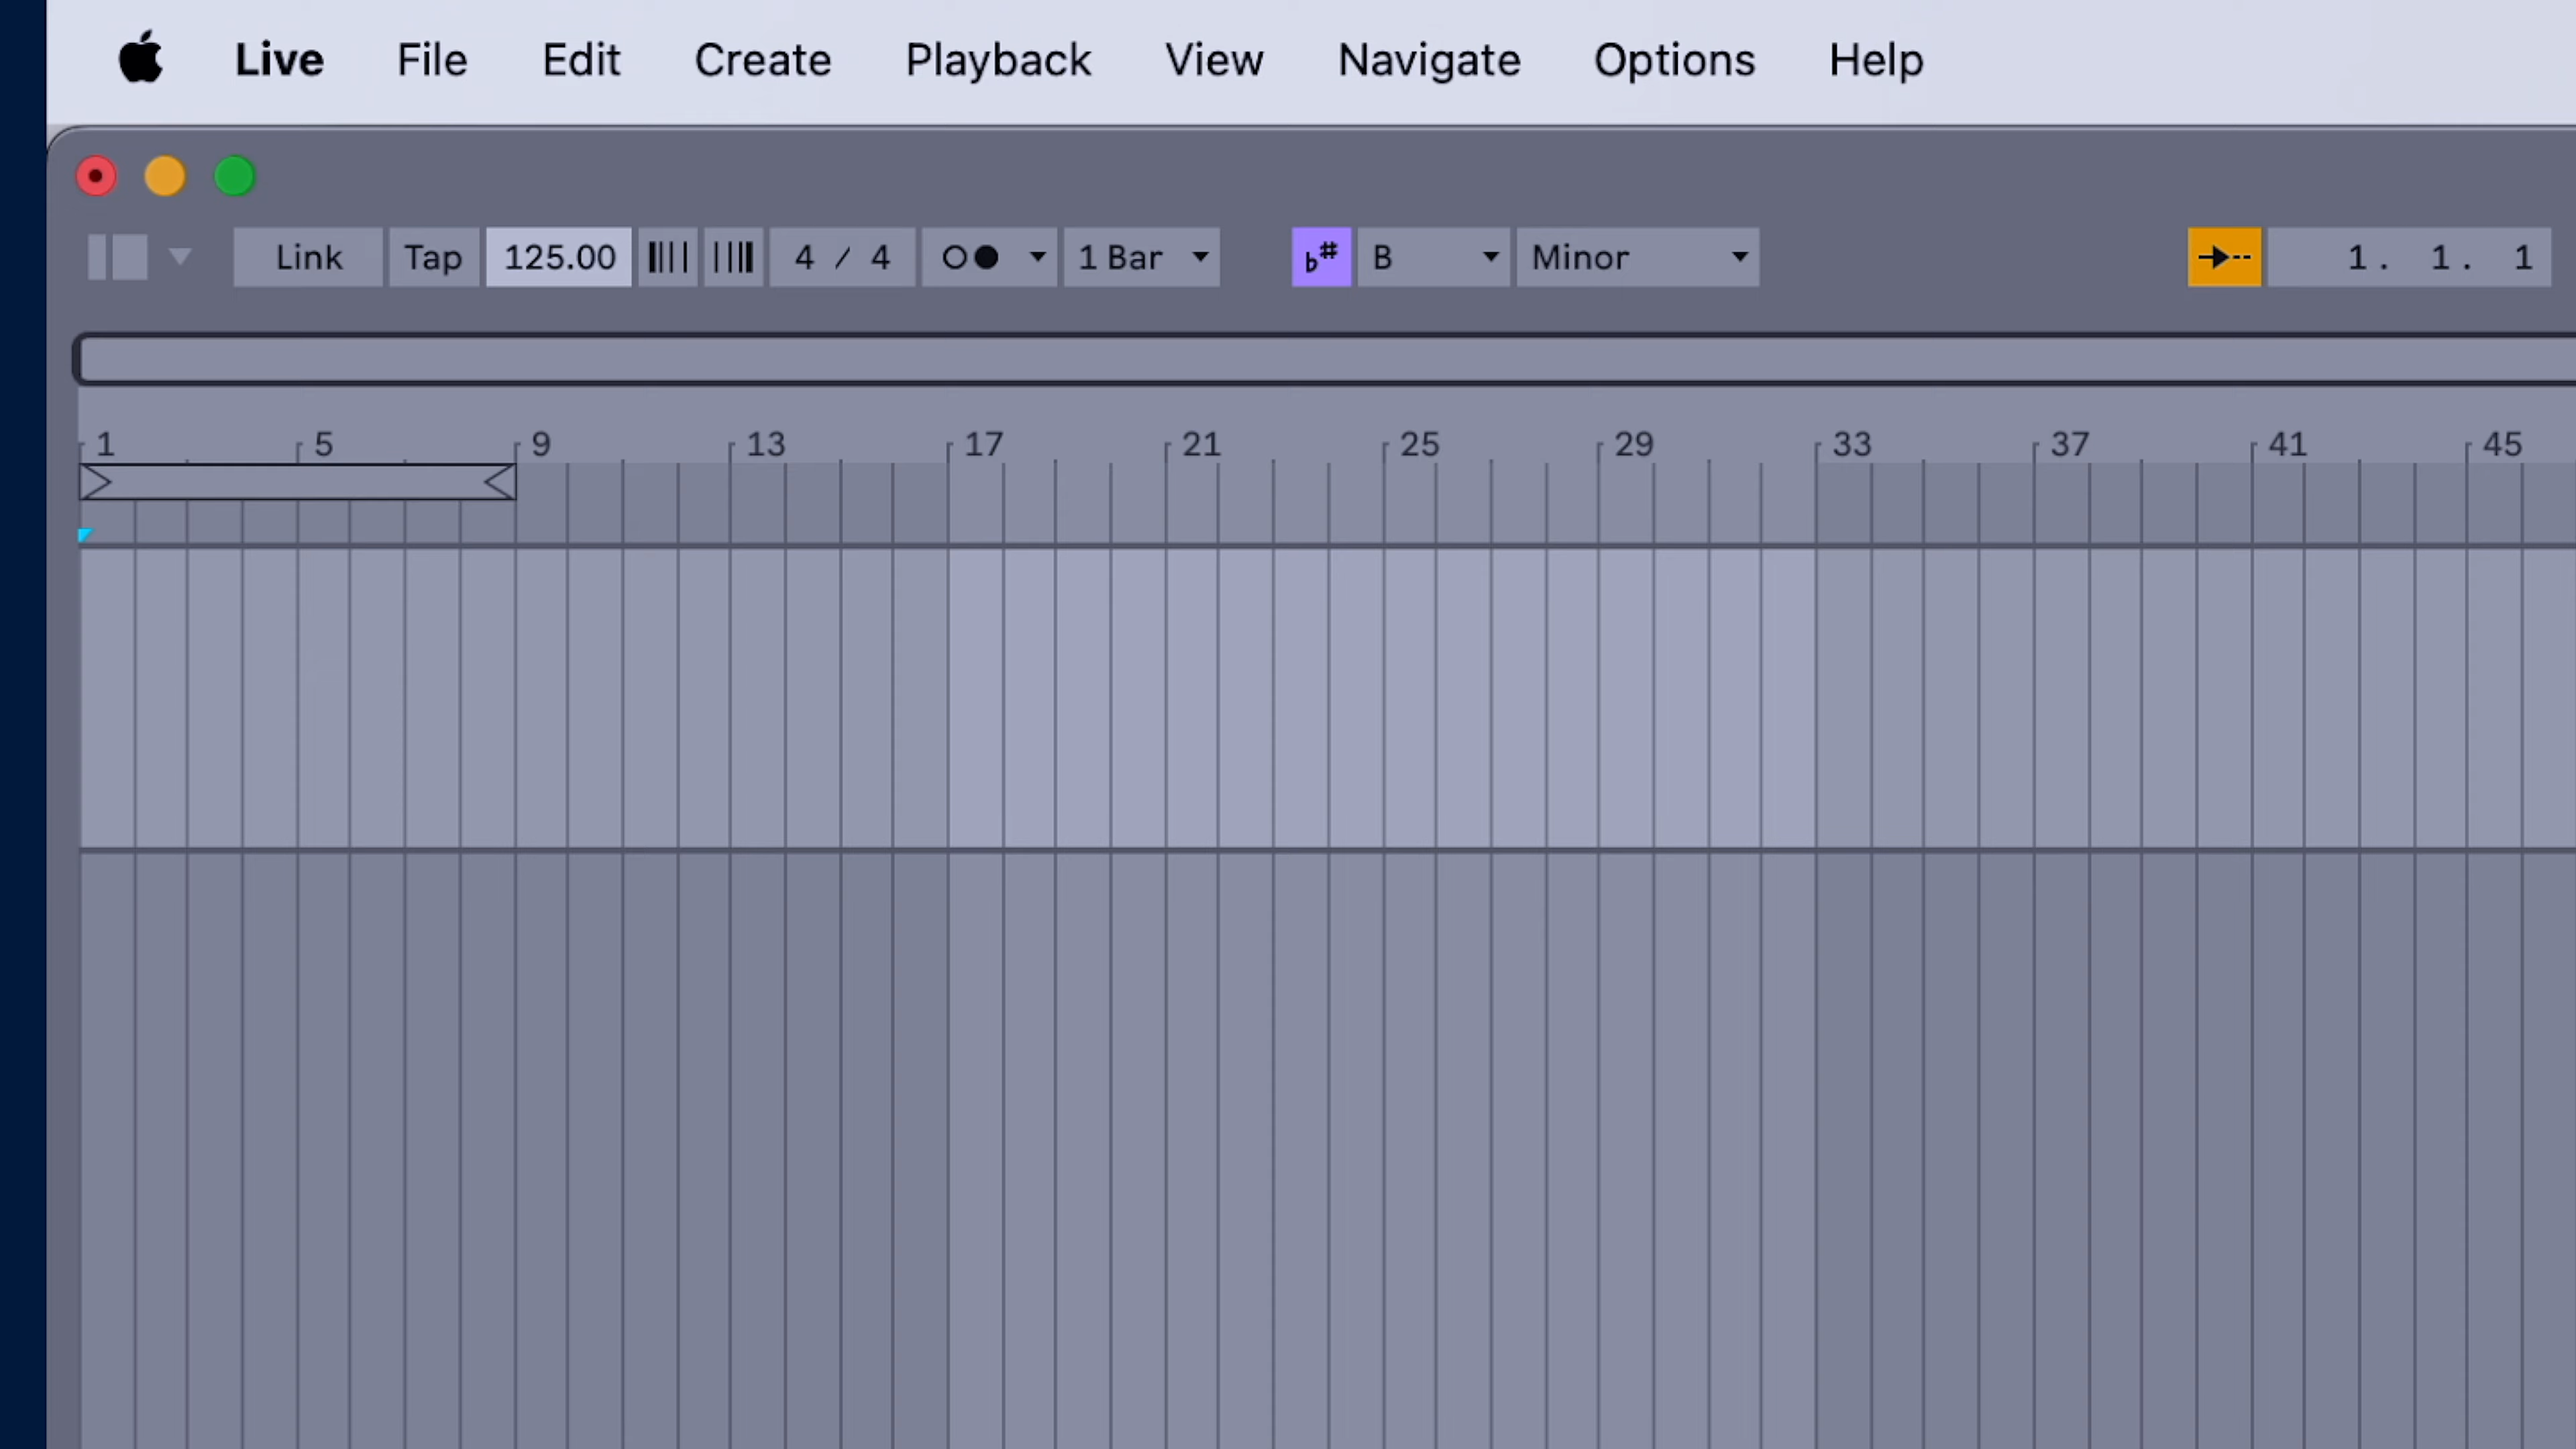 Live File Edit Create Playback View Navigate Options Help
Link Tap 125.00 4 / 4 1 Bar ♭♯ B Minor 1. 1. 1
1 5 9 13 17 21 25 29 33 37 41 45